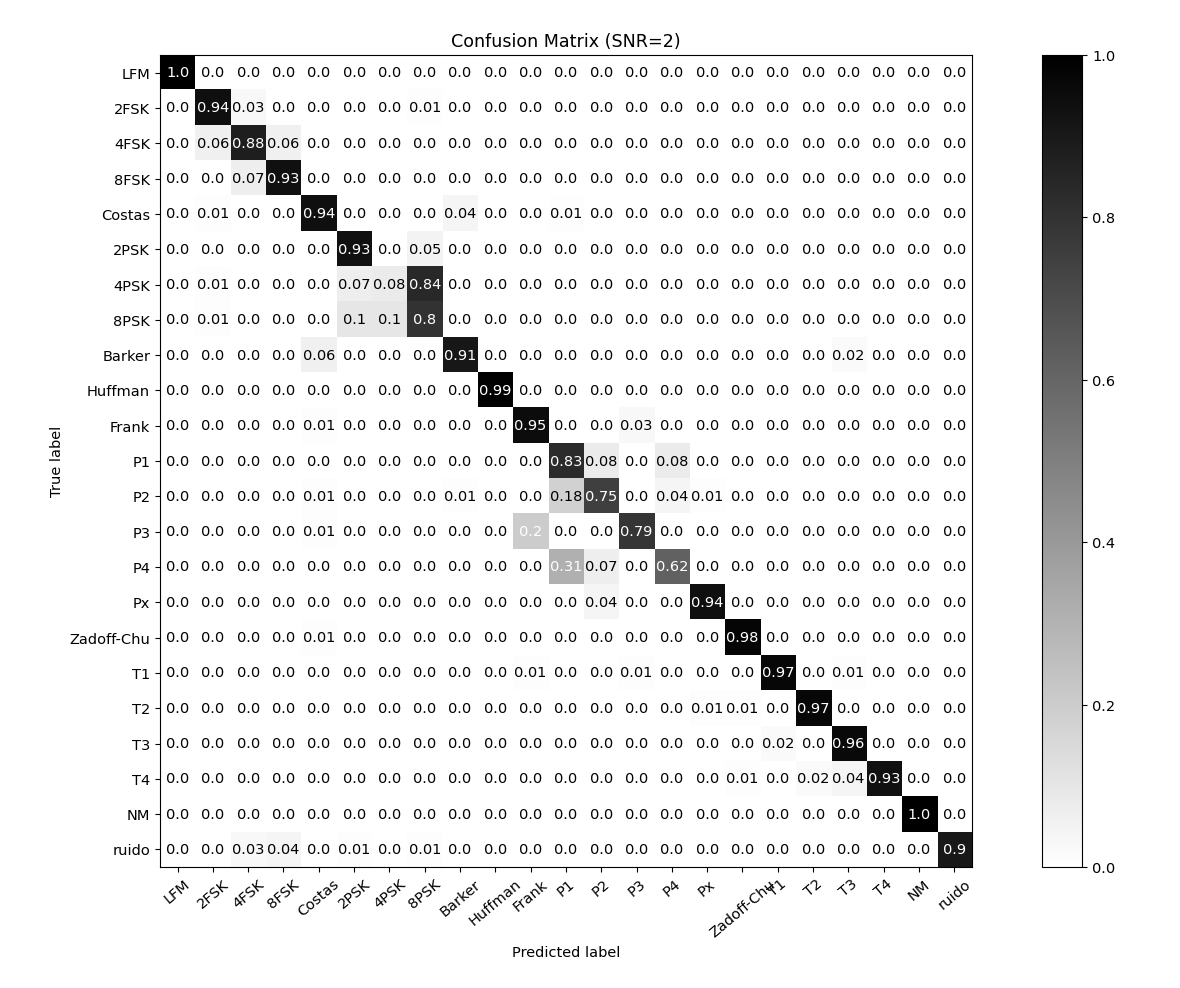 Confusion Matrix (SNR=2)
LFM 1.0 0.0 0.0 0.0 0.0 0.0 0.0 0.0 0.0 0.0 0.0 0.0 0.0 0.0 0.0 0.0 0.0 0.0 0.0 0.0 0.0 0.0 0.0
2FSK 0.0 0.94 0.03 0.0 0.0 0.0 0.0 0.01 0.0 0.0 0.0 0.0 0.0 0.0 0.0 0.0 0.0 0.0 0.0 0.0 0.0 0.0 0.0
4FSK 0.0 0.06 0.88 0.06 0.0 0.0 0.0 0.0 0.0 0.0 0.0 0.0 0.0 0.0 0.0 0.0 0.0 0.0 0.0 0.0 0.0 0.0 0.0
8FSK 0.0 0.0 0.07 0.93 0.0 0.0 0.0 0.0 0.0 0.0 0.0 0.0 0.0 0.0 0.0 0.0 0.0 0.0 0.0 0.0 0.0 0.0 0.0
Costas 0.0 0.01 0.0 0.0 0.94 0.0 0.0 0.0 0.04 0.0 0.0 0.01 0.0 0.0 0.0 0.0 0.0 0.0 0.0 0.0 0.0 0.0 0.0
2PSK 0.0 0.0 0.0 0.0 0.0 0.93 0.0 0.05 0.0 0.0 0.0 0.0 0.0 0.0 0.0 0.0 0.0 0.0 0.0 0.0 0.0 0.0 0.0
4PSK 0.0 0.01 0.0 0.0 0.0 0.07 0.08 0.84 0.0 0.0 0.0 0.0 0.0 0.0 0.0 0.0 0.0 0.0 0.0 0.0 0.0 0.0 0.0
8PSK 0.0 0.01 0.0 0.0 0.0 0.1 0.1 0.8 0.0 0.0 0.0 0.0 0.0 0.0 0.0 0.0 0.0 0.0 0.0 0.0 0.0 0.0 0.0
Barker 0.0 0.0 0.0 0.0 0.06 0.0 0.0 0.0 0.91 0.0 0.0 0.0 0.0 0.0 0.0 0.0 0.0 0.0 0.0 0.02 0.0 0.0 0.0
Huffman 0.0 0.0 0.0 0.0 0.0 0.0 0.0 0.0 0.0 0.99 0.0 0.0 0.0 0.0 0.0 0.0 0.0 0.0 0.0 0.0 0.0 0.0 0.0
Frank 0.0 0.0 0.0 0.0 0.01 0.0 0.0 0.0 0.0 0.0 0.95 0.0 0.0 0.03 0.0 0.0 0.0 0.0 0.0 0.0 0.0 0.0 0.0
P1 0.0 0.0 0.0 0.0 0.0 0.0 0.0 0.0 0.0 0.0 0.0 0.83 0.08 0.0 0.08 0.0 0.0 0.0 0.0 0.0 0.0 0.0 0.0
P2 0.0 0.0 0.0 0.0 0.01 0.0 0.0 0.0 0.01 0.0 0.0 0.18 0.75 0.0 0.04 0.01 0.0 0.0 0.0 0.0 0.0 0.0 0.0
P3 0.0 0.0 0.0 0.0 0.01 0.0 0.0 0.0 0.0 0.0 0.2 0.0 0.0 0.79 0.0 0.0 0.0 0.0 0.0 0.0 0.0 0.0 0.0
P4 0.0 0.0 0.0 0.0 0.0 0.0 0.0 0.0 0.0 0.0 0.0 0.31 0.07 0.0 0.62 0.0 0.0 0.0 0.0 0.0 0.0 0.0 0.0
Px 0.0 0.0 0.0 0.0 0.0 0.0 0.0 0.0 0.0 0.0 0.0 0.0 0.04 0.0 0.0 0.94 0.0 0.0 0.0 0.0 0.0 0.0 0.0
Zadoff-Chu 0.0 0.0 0.0 0.0 0.01 0.0 0.0 0.0 0.0 0.0 0.0 0.0 0.0 0.0 0.0 0.0 0.98 0.0 0.0 0.0 0.0 0.0 0.0
T1 0.0 0.0 0.0 0.0 0.0 0.0 0.0 0.0 0.0 0.0 0.01 0.0 0.0 0.01 0.0 0.0 0.0 0.97 0.0 0.01 0.0 0.0 0.0
T2 0.0 0.0 0.0 0.0 0.0 0.0 0.0 0.0 0.0 0.0 0.0 0.0 0.0 0.0 0.0 0.01 0.01 0.0 0.97 0.0 0.0 0.0 0.0
T3 0.0 0.0 0.0 0.0 0.0 0.0 0.0 0.0 0.0 0.0 0.0 0.0 0.0 0.0 0.0 0.0 0.0 0.02 0.0 0.96 0.0 0.0 0.0
T4 0.0 0.0 0.0 0.0 0.0 0.0 0.0 0.0 0.0 0.0 0.0 0.0 0.0 0.0 0.0 0.0 0.01 0.0 0.02 0.04 0.93 0.0 0.0
NM 0.0 0.0 0.0 0.0 0.0 0.0 0.0 0.0 0.0 0.0 0.0 0.0 0.0 0.0 0.0 0.0 0.0 0.0 0.0 0.0 0.0 1.0 0.0
ruido 0.0 0.0 0.03 0.04 0.0 0.01 0.0 0.01 0.0 0.0 0.0 0.0 0.0 0.0 0.0 0.0 0.0 0.0 0.0 0.0 0.0 0.0 0.9
LFM 2FSK 4FSK 8FSK Costas 2PSK 4PSK 8PSK Barker Huffman Frank P1 P2 P3 P4 Px Zadoff-Chu T1 T2 T3 T4 NM ruido
Predicted label
True label
1.0
0.8
0.6
0.4
0.2
0.0